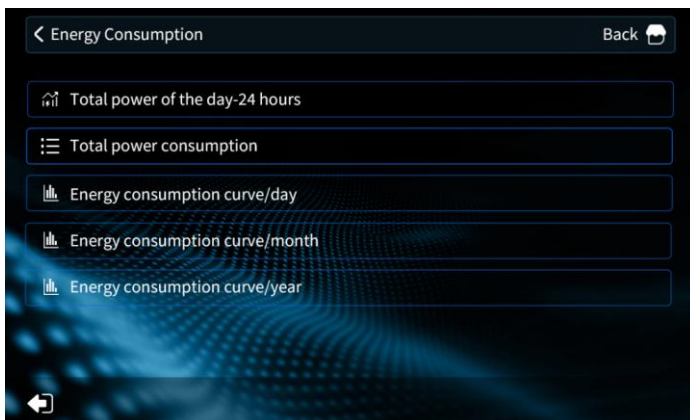 Energy Consumption Back
Total power of the day-24 hours
Total power consumption
Energy consumption curve/day
Energy consumption curve/month
Energy consumption curve/year